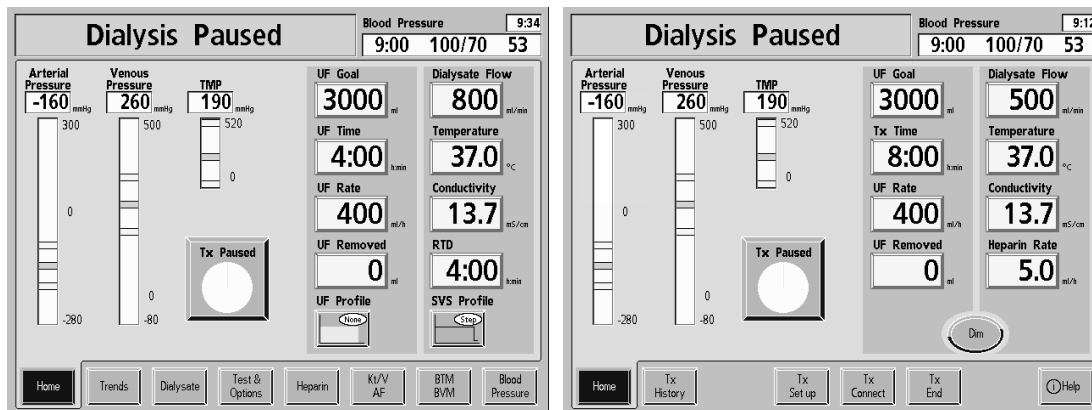 Dialysis Paused
Blood Pressure
9:34
9:00 100/70 53
Arterial Pressure
-160 mmHg
300
0
-280
Venous Pressure
260 mmHg
500
0
-80
TMP
190 mmHg
520
0
Tx Paused
UF Goal
3000 ml
UF Time
4:00 h:min
UF Rate
400 ml/h
UF Removed
0 ml
UF Profile
None
Dialysate Flow
800 ml/min
Temperature
37.0 °C
Conductivity
13.7 mS/cm
RTD
4:00 h:min
SVS Profile
Step
Home
Trends
Dialysate
Test & Options
Heparin
Kt/V AF
BTM BVM
Blood Pressure
Dialysis Paused
Blood Pressure
9:12
9:00 100/70 53
Arterial Pressure
-160 mmHg
300
0
-280
Venous Pressure
260 mmHg
500
0
-80
TMP
190 mmHg
520
0
Tx Paused
UF Goal
3000 ml
Tx Time
8:00 h:min
UF Rate
400 ml/h
UF Removed
0 ml
Dialysate Flow
500 ml/min
Temperature
37.0 °C
Conductivity
13.7 mS/cm
Heparin Rate
5.0 ml/h
Dim
Home
Tx History
Tx Set up
Tx Connect
Tx End
i Help